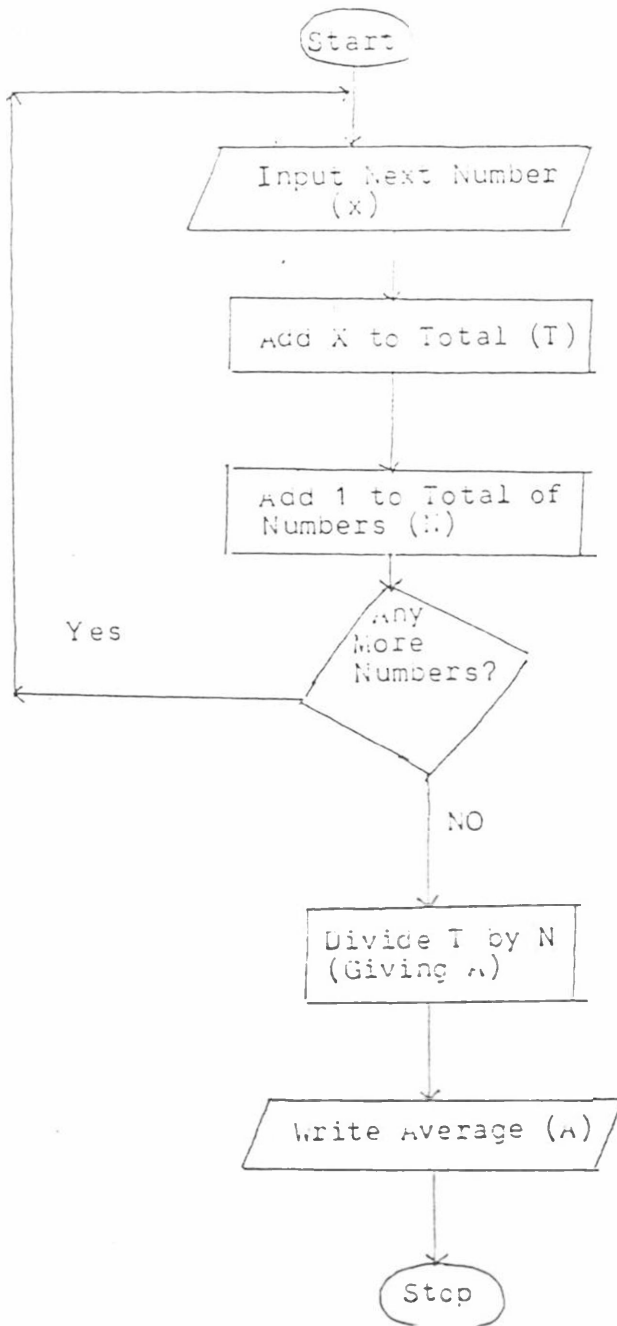 Start
Input Next Number
(x)
Add X to Total (T)
Add 1 to Total of
Numbers (N)
Any
More
Numbers?
Yes
NO
Divide T by N
(Giving A)
Write Average (A)
Stop